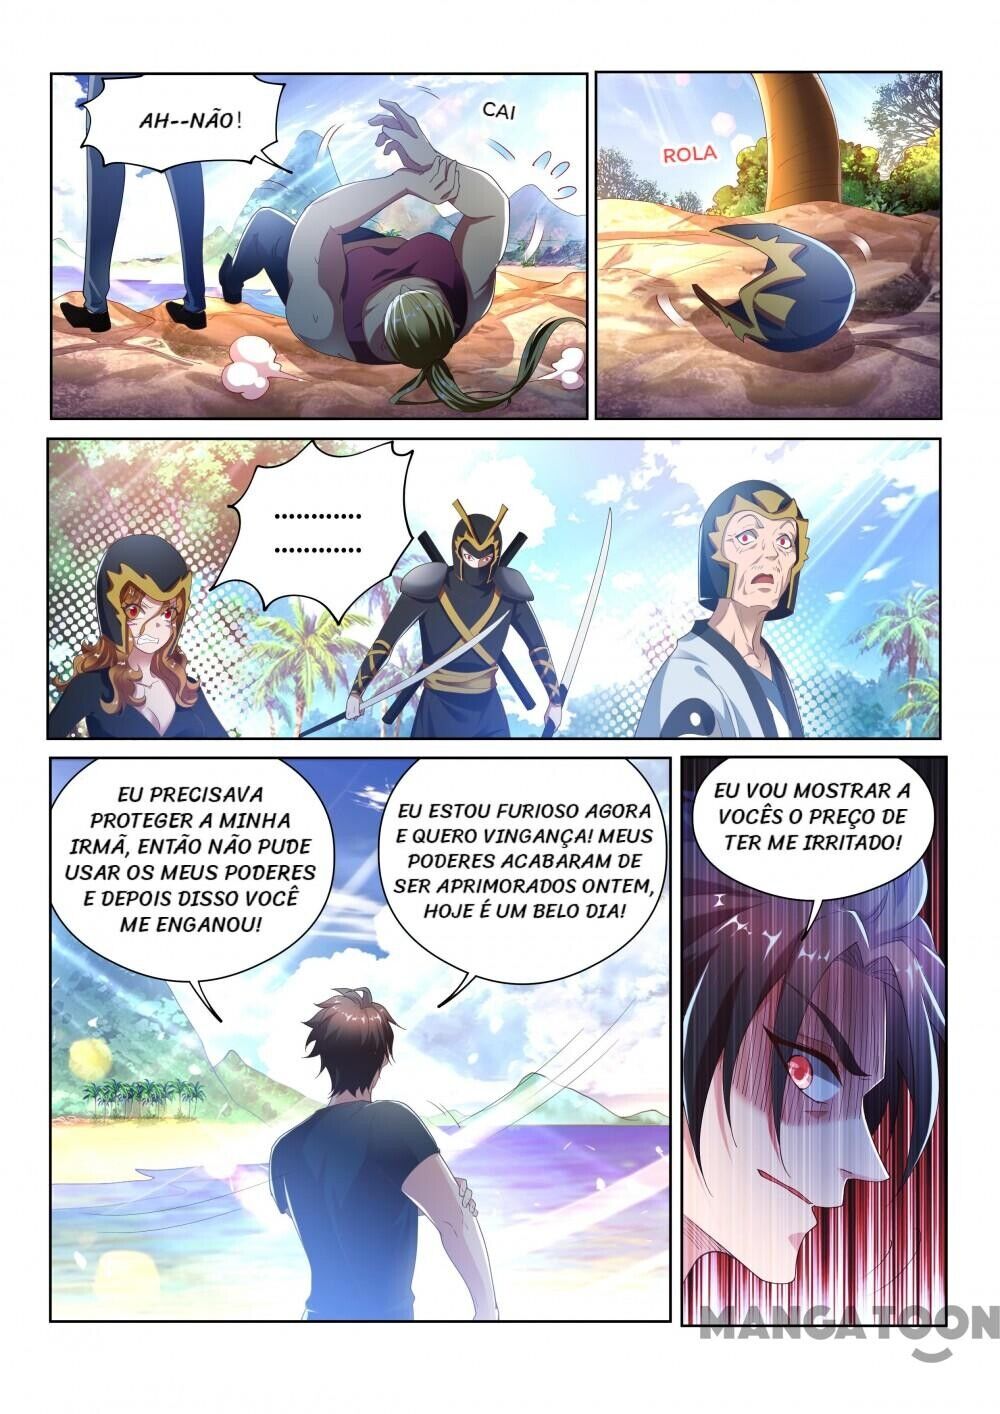 AH--NÃO!
CAI
ROLA
.............
.............
EU PRECISAVA
PROTEGER A MINHA
IRMÃ, ENTÃO NÃO PUDE
USAR OS MEUS PODERES
E DEPOIS DISSO VOCÊ
ME ENGANOU!
EU ESTOU FURIOSO AGORA
E QUERO VINGANÇA! MEUS
PODERES ACABARAM DE
SER APRIMORADOS ONTEM,
HOJE É UM BELO DIA!
EU VOU MOSTRAR A
VOCÊS O PREÇO DE
TER ME IRRITADO!
MANGATOON